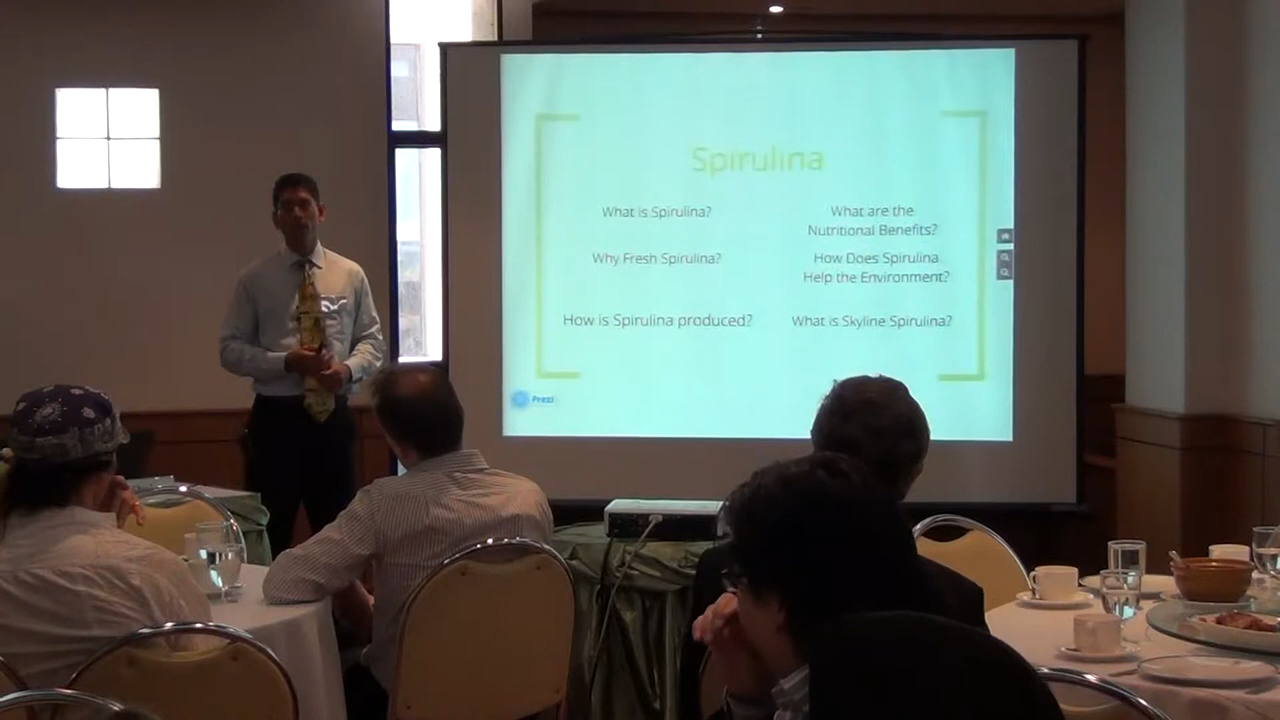 Spirulina
What is Spirulina?
Why Fresh Spirulina?
How is Spirulina produced?
What are the
Nutritional Benefits?
How Does Spirulina
Help the Environment?
What is Skyline Spirulina?
Prezi